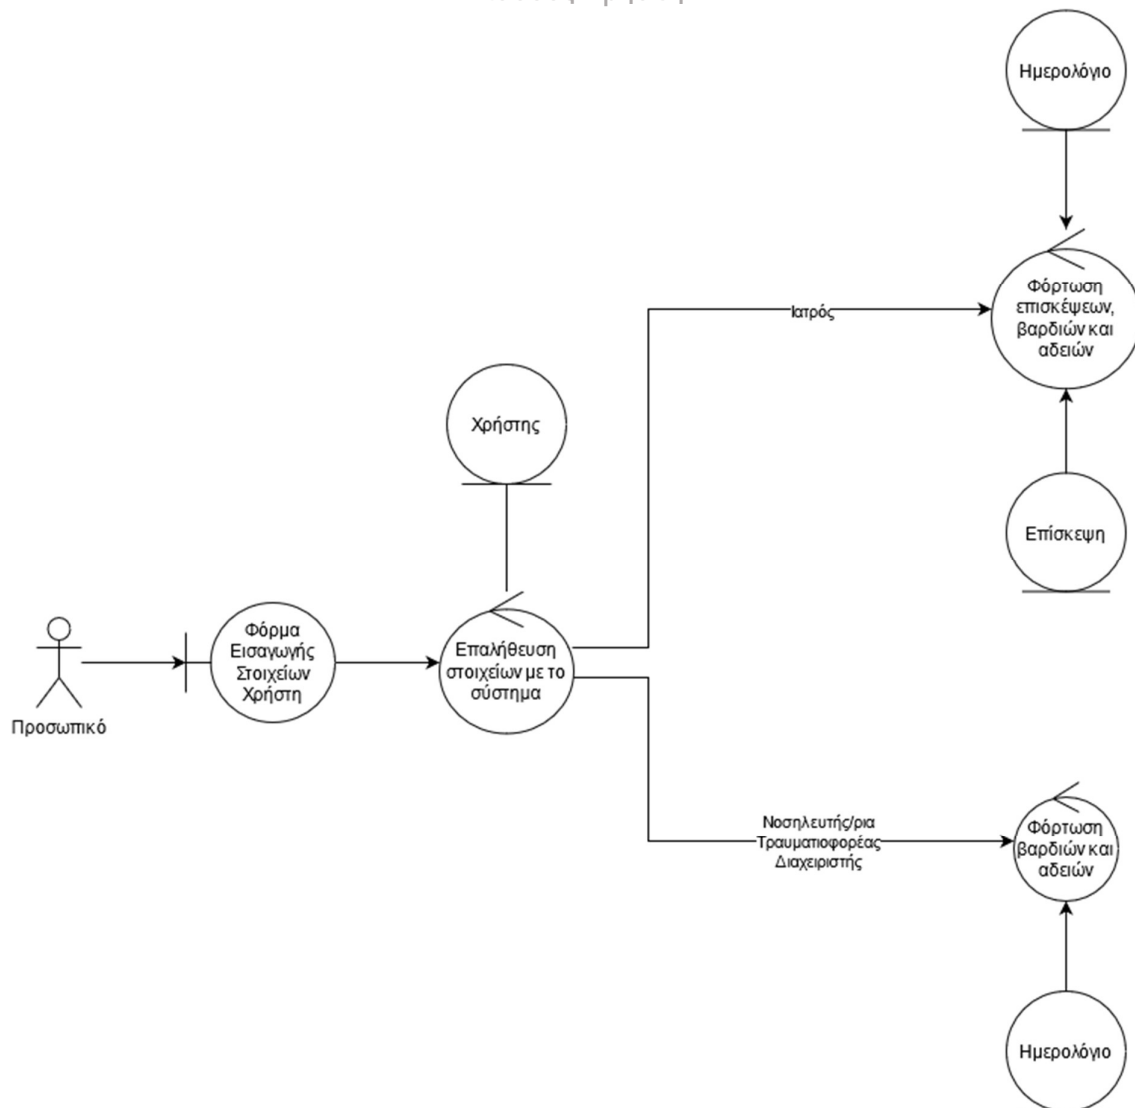 Ημερολόγιο
Φόρτωση
επισκέψεων,
βαρδιών και
αδειών
Ιατρός
Χρήστης
Επίσκεψη
Φόρμα
Εισαγωγής
Στοιχείων
Χρήστη
Επαλήθευση
στοιχείων με το
σύστημα
Προσωπικό
Νοσηλευτής/ρια
Τραυματιοφορέας
Διαχειριστής
Φόρτωση
βαρδιών και
αδειών
Ημερολόγιο